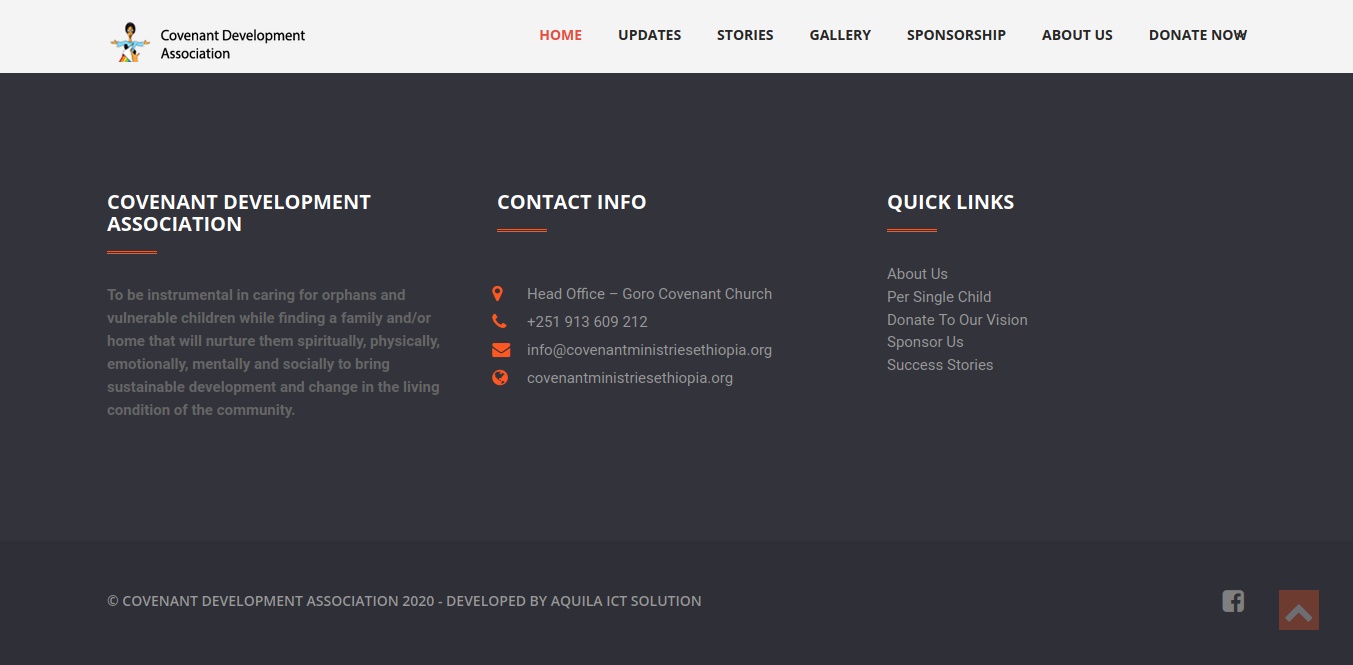 Covenant Development
Association
HOME UPDATES STORIES GALLERY SPONSORSHIP ABOUT US DONATE NOW
COVENANT DEVELOPMENT
ASSOCIATION
To be instrumental in caring for orphans and
vulnerable children while finding a family and/or
home that will nurture them spiritually, physically,
emotionally, mentally and socially to bring
sustainable development and change in the living
condition of the community.
CONTACT INFO
Head Office – Goro Covenant Church
+251 913 609 212
info@covenantministriesethiopia.org
covenantministriesethiopia.org
QUICK LINKS
About Us
Per Single Child
Donate To Our Vision
Sponsor Us
Success Stories
© COVENANT DEVELOPMENT ASSOCIATION 2020 - DEVELOPED BY AQUILA ICT SOLUTION